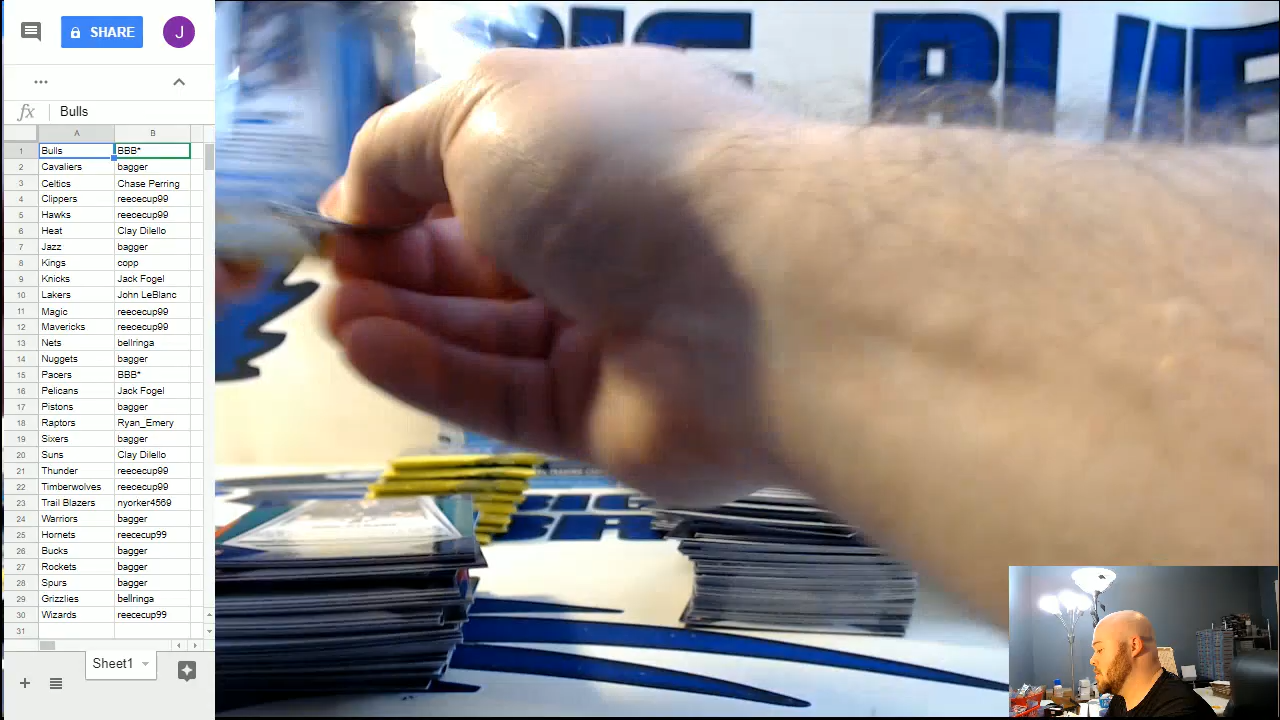 SHARE
J
...
fx Bulls
A B
1 Bulls BBB*
2 Cavaliers bagger
3 Celtics Chase Perring
4 Clippers reececup99
5 Hawks reececup99
6 Heat Clay Dilello
7 Jazz bagger
8 Kings copp
9 Knicks Jack Fogel
10 Lakers John LeBlanc
11 Magic reececup99
12 Mavericks reececup99
13 Nets bellringa
14 Nuggets bagger
15 Pacers BBB*
16 Pelicans Jack Fogel
17 Pistons bagger
18 Raptors Ryan_Emery
19 Sixers bagger
20 Suns Clay Dilello
21 Thunder reececup99
22 Timberwolves reececup99
23 Trail Blazers nyorker4569
24 Warriors bagger
25 Hornets reececup99
26 Bucks bagger
27 Rockets bagger
28 Spurs bagger
29 Grizzlies bellringa
30 Wizards reececup99
31
Sheet1
BLUE
BIG